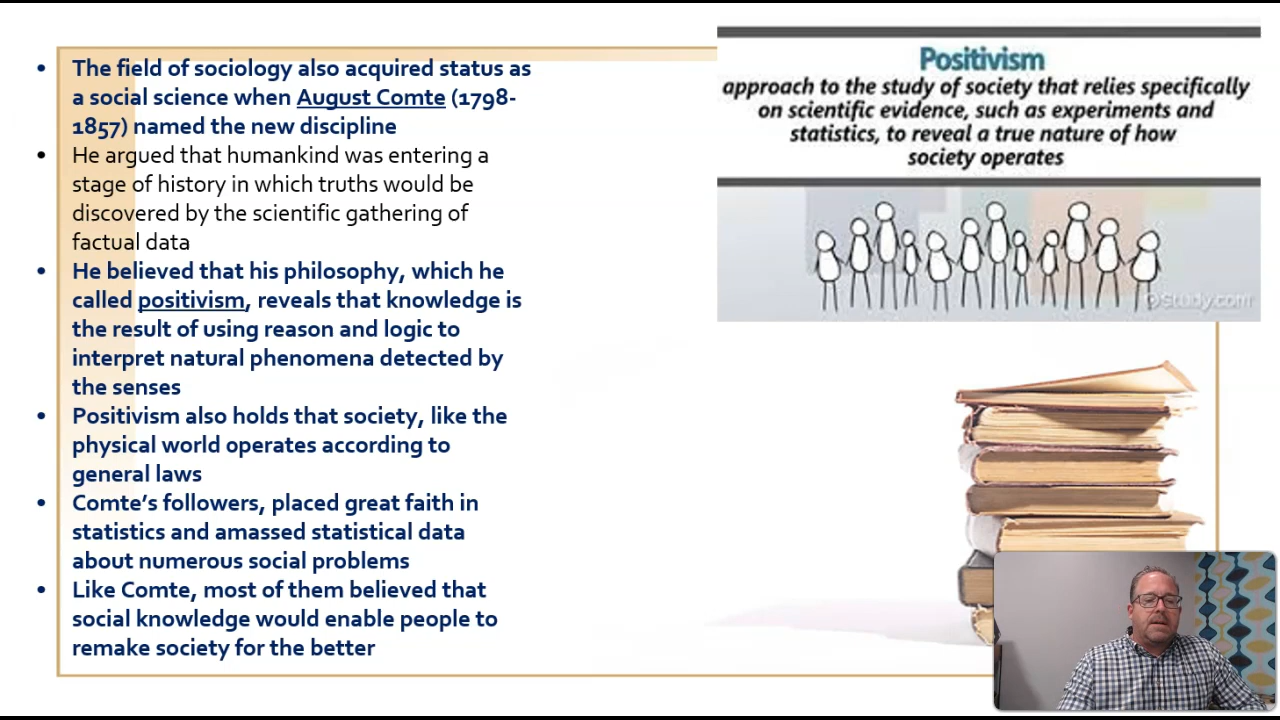 • The field of sociology also acquired status as
a social science when August Comte (1798-
1857) named the new discipline
• He argued that humankind was entering a
stage of history in which truths would be
discovered by the scientific gathering of
factual data
• He believed that his philosophy, which he
called positivism, reveals that knowledge is
the result of using reason and logic to
interpret natural phenomena detected by
the senses
• Positivism also holds that society, like the
physical world operates according to
general laws
• Comte's followers, placed great faith in
statistics and amassed statistical data
about numerous social problems
• Like Comte, most of them believed that
social knowledge would enable people to
remake society for the better
Positivism
approach to the study of society that relies specifically
on scientific evidence, such as experiments and
statistics, to reveal a true nature of how
society operates
Study.com